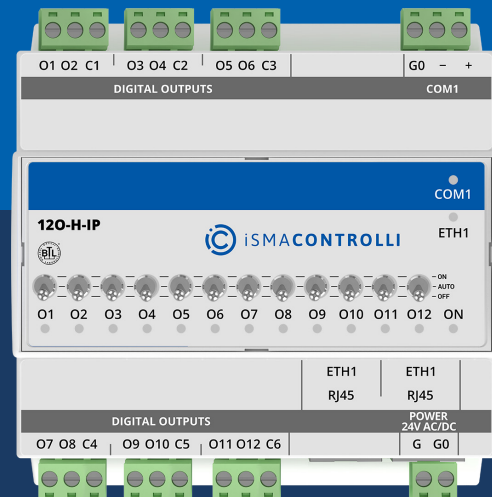 O1 O2 C1 O3 O4 C2 O5 O6 C3 G0 − +
DIGITAL OUTPUTS COM1
COM1
12O-H-IP
ETH1
BTL
iSMACONTROLLI
ON
AUTO
OFF
O1 O2 O3 O4 O5 O6 O7 O8 O9 O10 O11 O12 ON
ETH1 ETH1
RJ45 RJ45
DIGITAL OUTPUTS POWER
24V AC/DC
O7 O8 C4 O9 O10 C5 O11 O12 C6 G G0